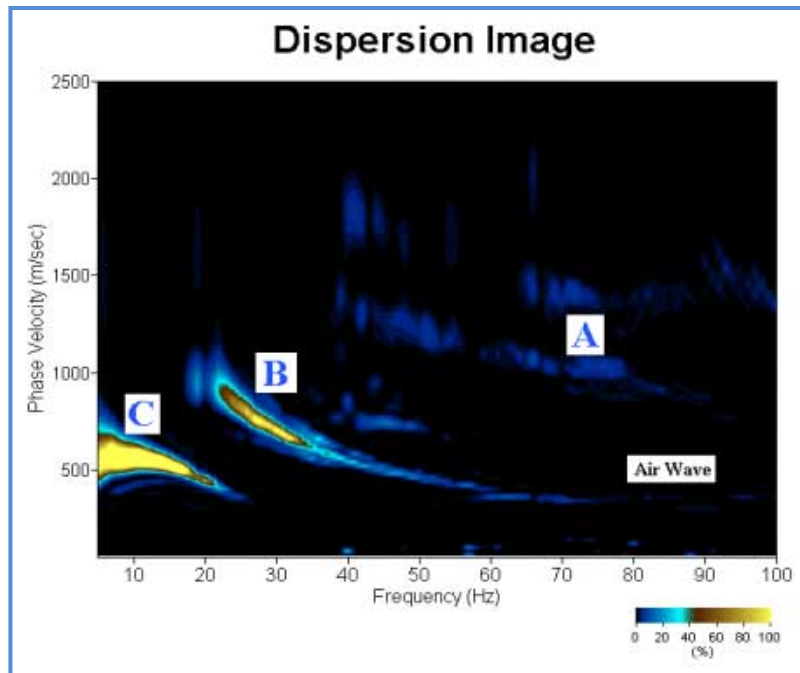 Dispersion Image
2500
2000
1500
1000
500
Phase Velocity (m/sec)
A
B
C
Air Wave
10 20 30 40 50 60 70 80 90 100
Frequency (Hz)
0 20 40 60 80 100
(%)